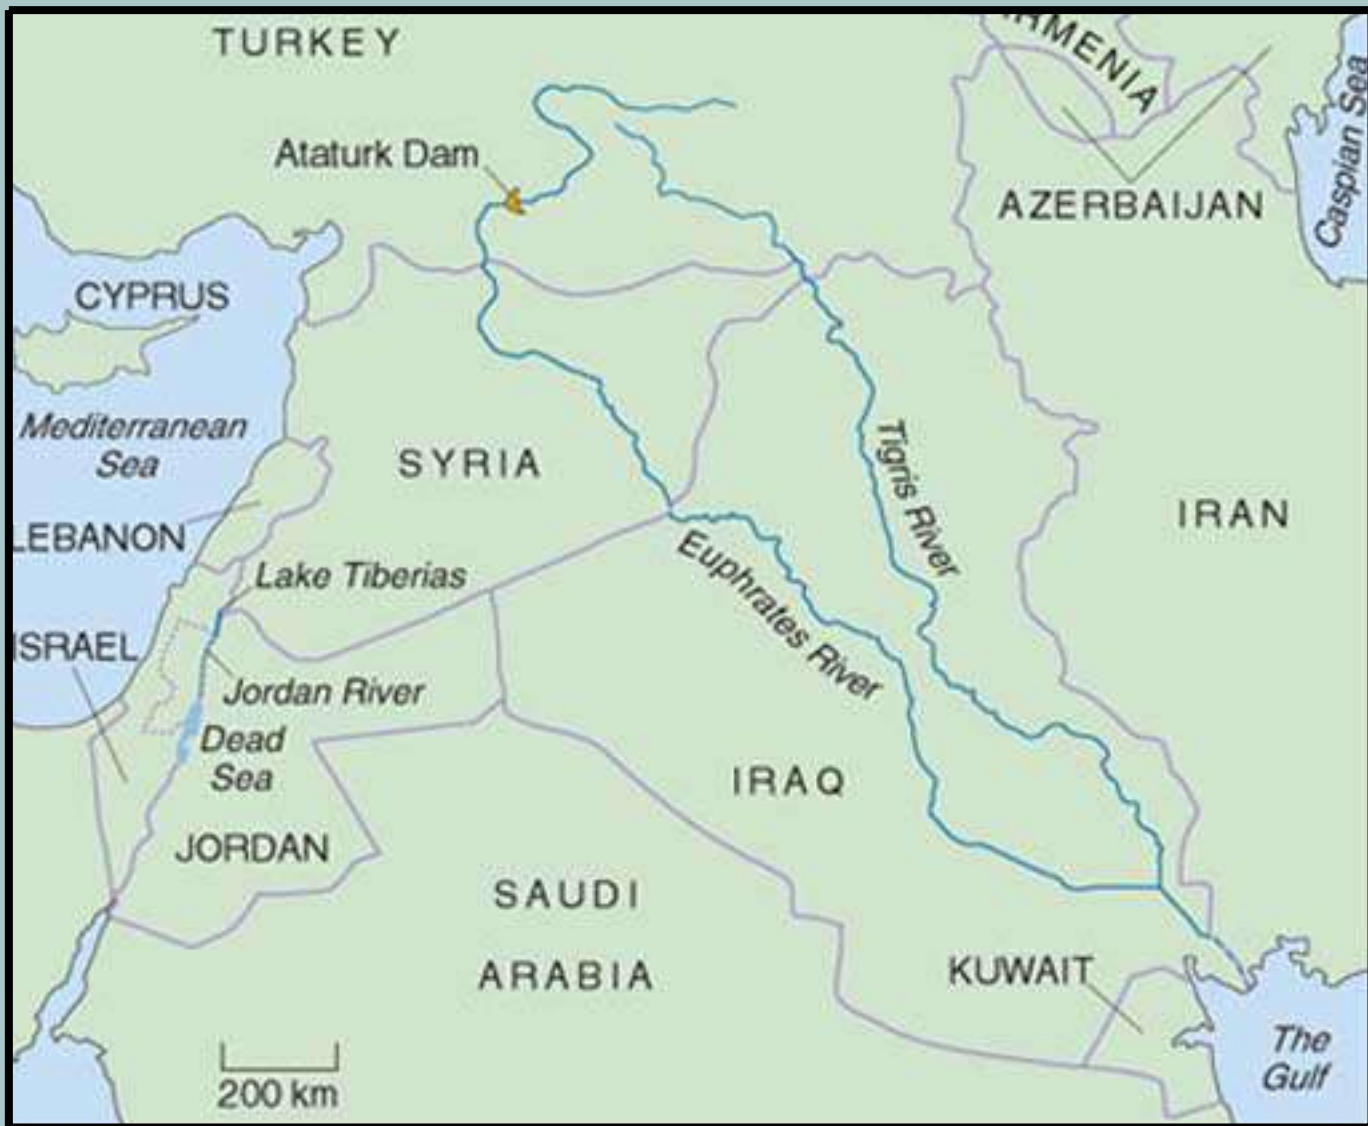 TURKEY
ARMENIA
Caspian Sea
Ataturk Dam
AZERBAIJAN
CYPRUS
Mediterranean
Sea
SYRIA
Tigris River
IRAN
LEBANON
Euphrates River
Lake Tiberias
ISRAEL
Jordan River
Dead
Sea
IRAQ
JORDAN
SAUDI
ARABIA
KUWAIT
The
Gulf
200 km